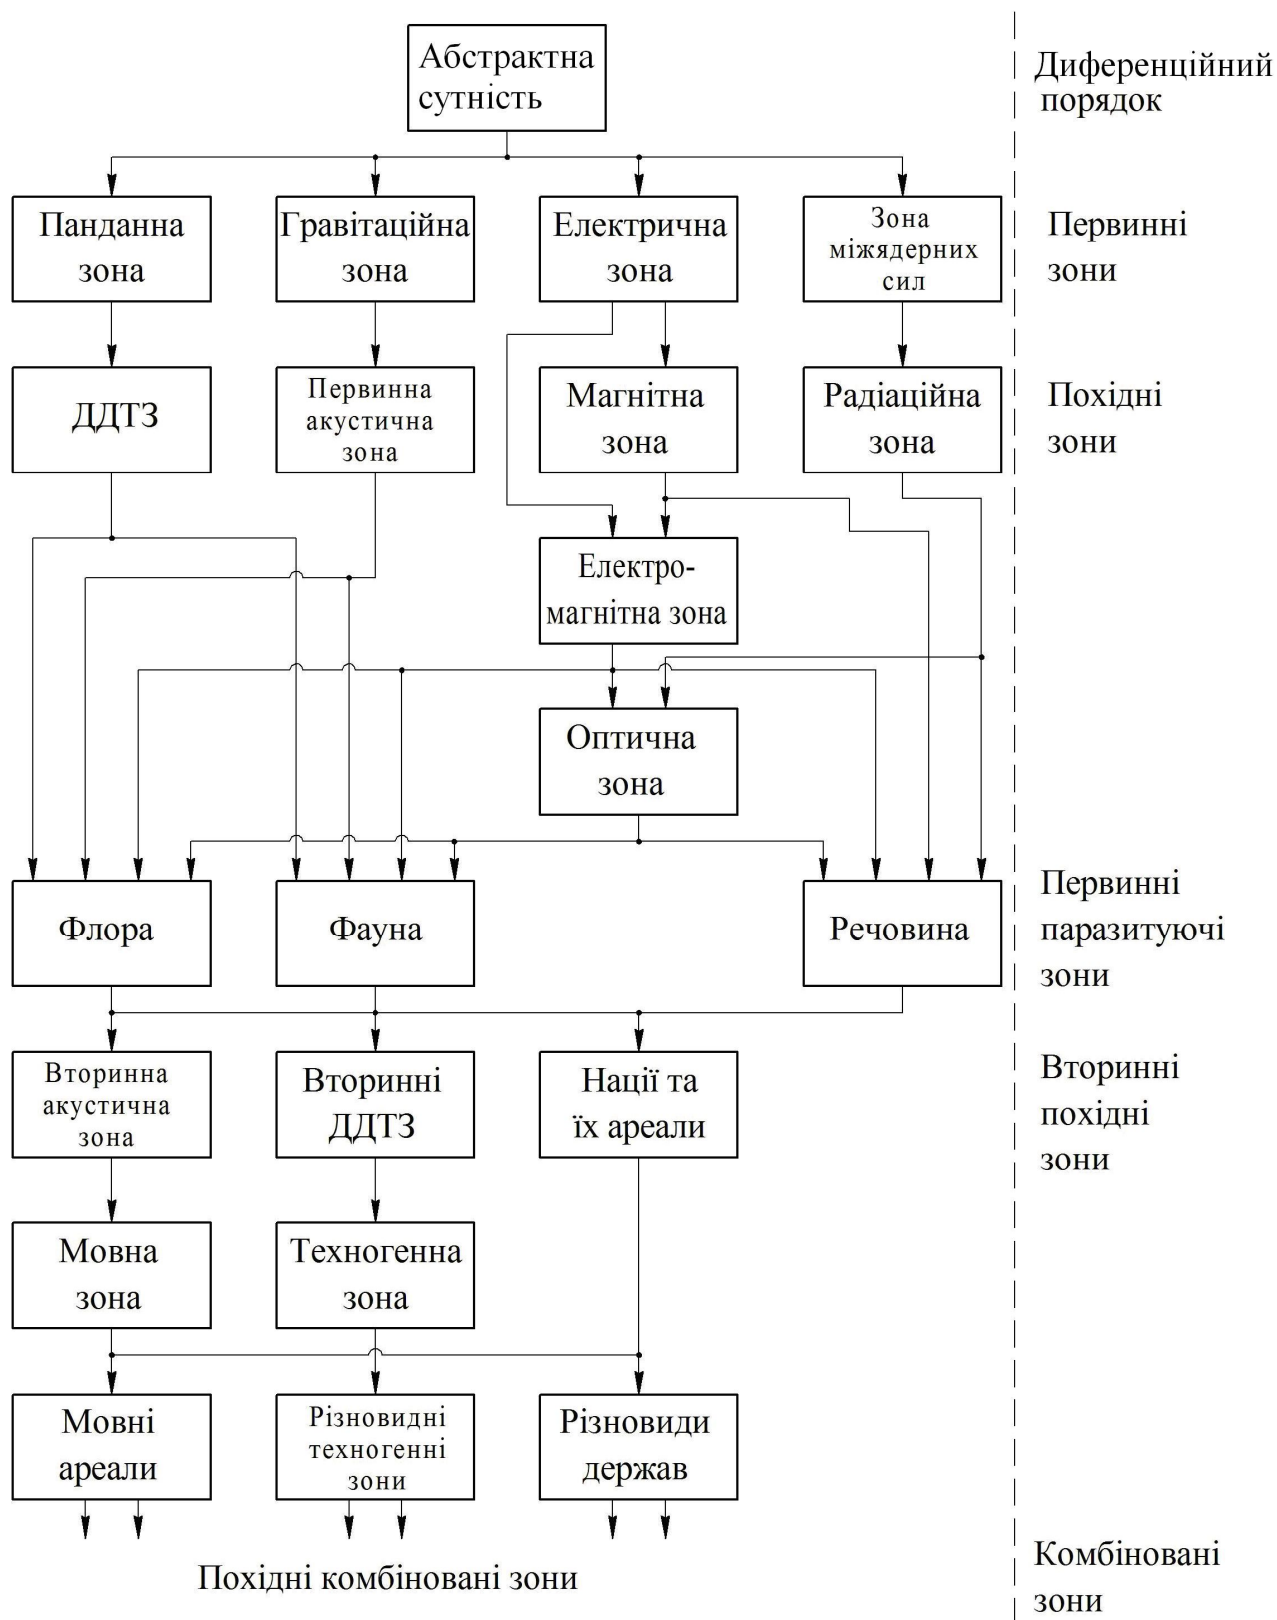 Абстрактна
сутність
Диференційний
порядок
Панданна
зона
Гравітаційна
зона
Електрична
зона
Зона
міжядерних
сил
Первинні
зони
ДДТЗ
Первинна
акустична
зона
Магнітна
зона
Радіаційна
зона
Похідні
зони
Електро-
магнітна зона
Оптична
зона
Флора
Фауна
Речовина
Первинні
паразитуючі
зони
Вторинна
акустична
зона
Вторинні
ДДТЗ
Нації та
їх ареали
Вторинні
похідні
зони
Мовна
зона
Техногенна
зона
Мовні
ареали
Різновидні
техногенні
зони
Різновиди
держав
Похідні комбіновані зони
Комбіновані
зони